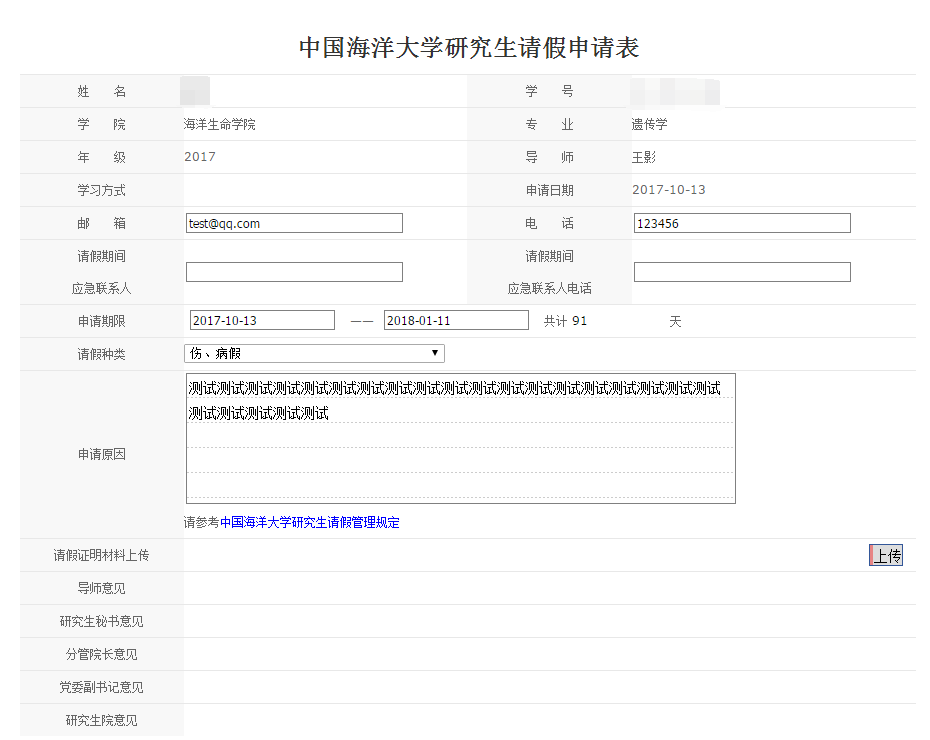 中国海洋大学研究生请假申请表
姓 名 学 号
学 院 海洋生命学院 专 业 遗传学
年 级 2017 导 师 王影
学习方式 申请日期 2017-10-13
邮 箱 test@qq.com 电 话 123456
请假期间 请假期间
应急联系人 应急联系人电话
申请期限 2017-10-13 —— 2018-01-11 共计 91 天
请假种类 伤、病假
测试测试测试测试测试测试测试测试测试测试测试测试测试测试测试测试测试测试测试
测试测试测试测试测试
申请原因
请参考中国海洋大学研究生请假管理规定
请假证明材料上传 上传
导师意见
研究生秘书意见
分管院长意见
党委副书记意见
研究生院意见